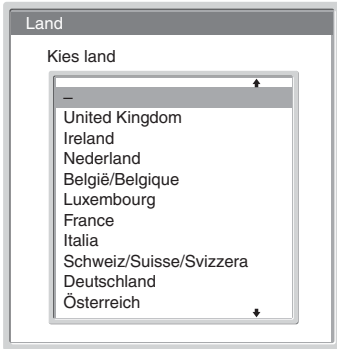 Land
Kies land
–
United Kingdom
Ireland
Nederland
België/Belgique
Luxembourg
France
Italia
Schweiz/Suisse/Svizzera
Deutschland
Österreich